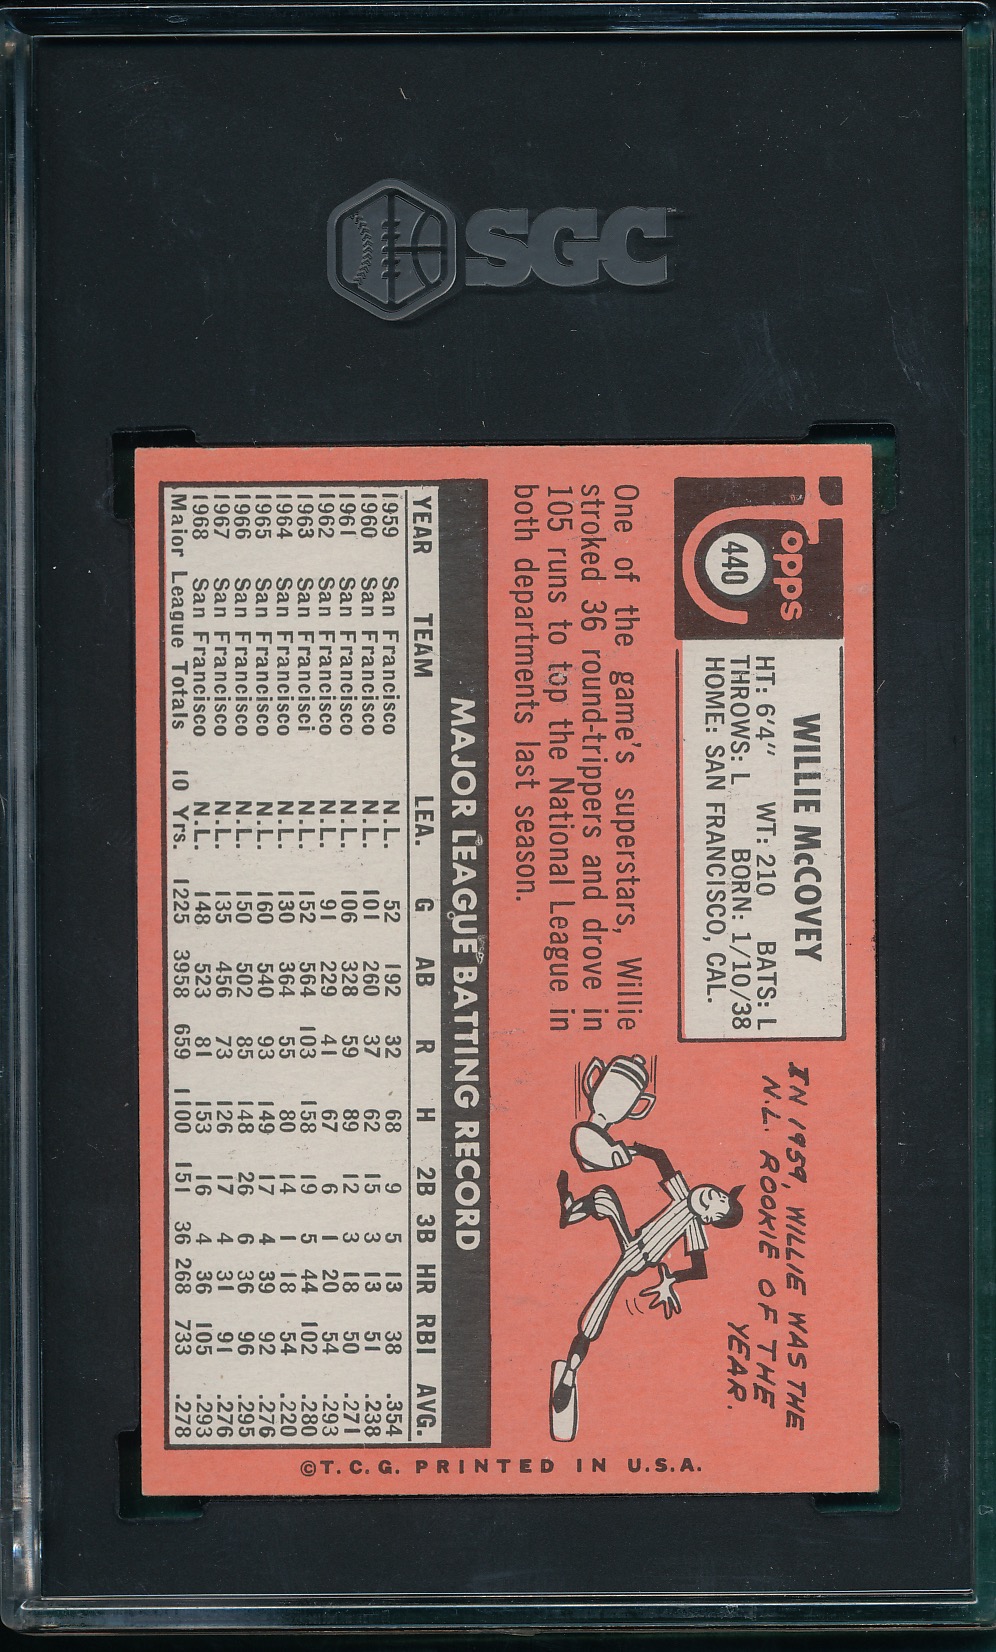 SGC
Topps
440
WILLIE McCOVEY
HT: 6'4" WT: 210 BATS: L
THROWS: L BORN: 1/10/38
HOME: SAN FRANCISCO, CAL.
IN 1959, WILLIE WAS THE
N.L. ROOKIE OF THE
YEAR.
One of the game's superstars, Willie
stroked 36 round-trippers and drove in
105 runs to top the National League in
both departments last season.
MAJOR LEAGUE BATTING RECORD
YEAR TEAM LEA. G AB R H 2B 3B HR RBI AVG.
1959 San Francisco N.L. 52 192 32 68 9 5 13 38 .354
1960 San Francisco N.L. 101 260 37 62 15 3 13 51 .238
1961 San Francisco N.L. 106 328 59 89 12 3 18 50 .271
1962 San Francisco N.L. 91 229 41 67 6 1 20 54 .293
1963 San Francisci N.L. 152 564 103 158 19 5 44 102 .280
1964 San Francisco N.L. 130 364 55 80 14 1 18 54 .220
1965 San Francisco N.L. 160 540 93 149 17 4 39 92 .276
1966 San Francisco N.L. 150 502 85 148 26 6 36 96 .295
1967 San Francisco N.L. 135 456 73 126 17 4 31 91 .276
1968 San Francisco N.L. 148 523 81 153 16 4 36 105 .293
Major League Totals 10 Yrs. 1225 3958 659 1100 151 36 268 733 .278
©T.C.G. PRINTED IN U.S.A.